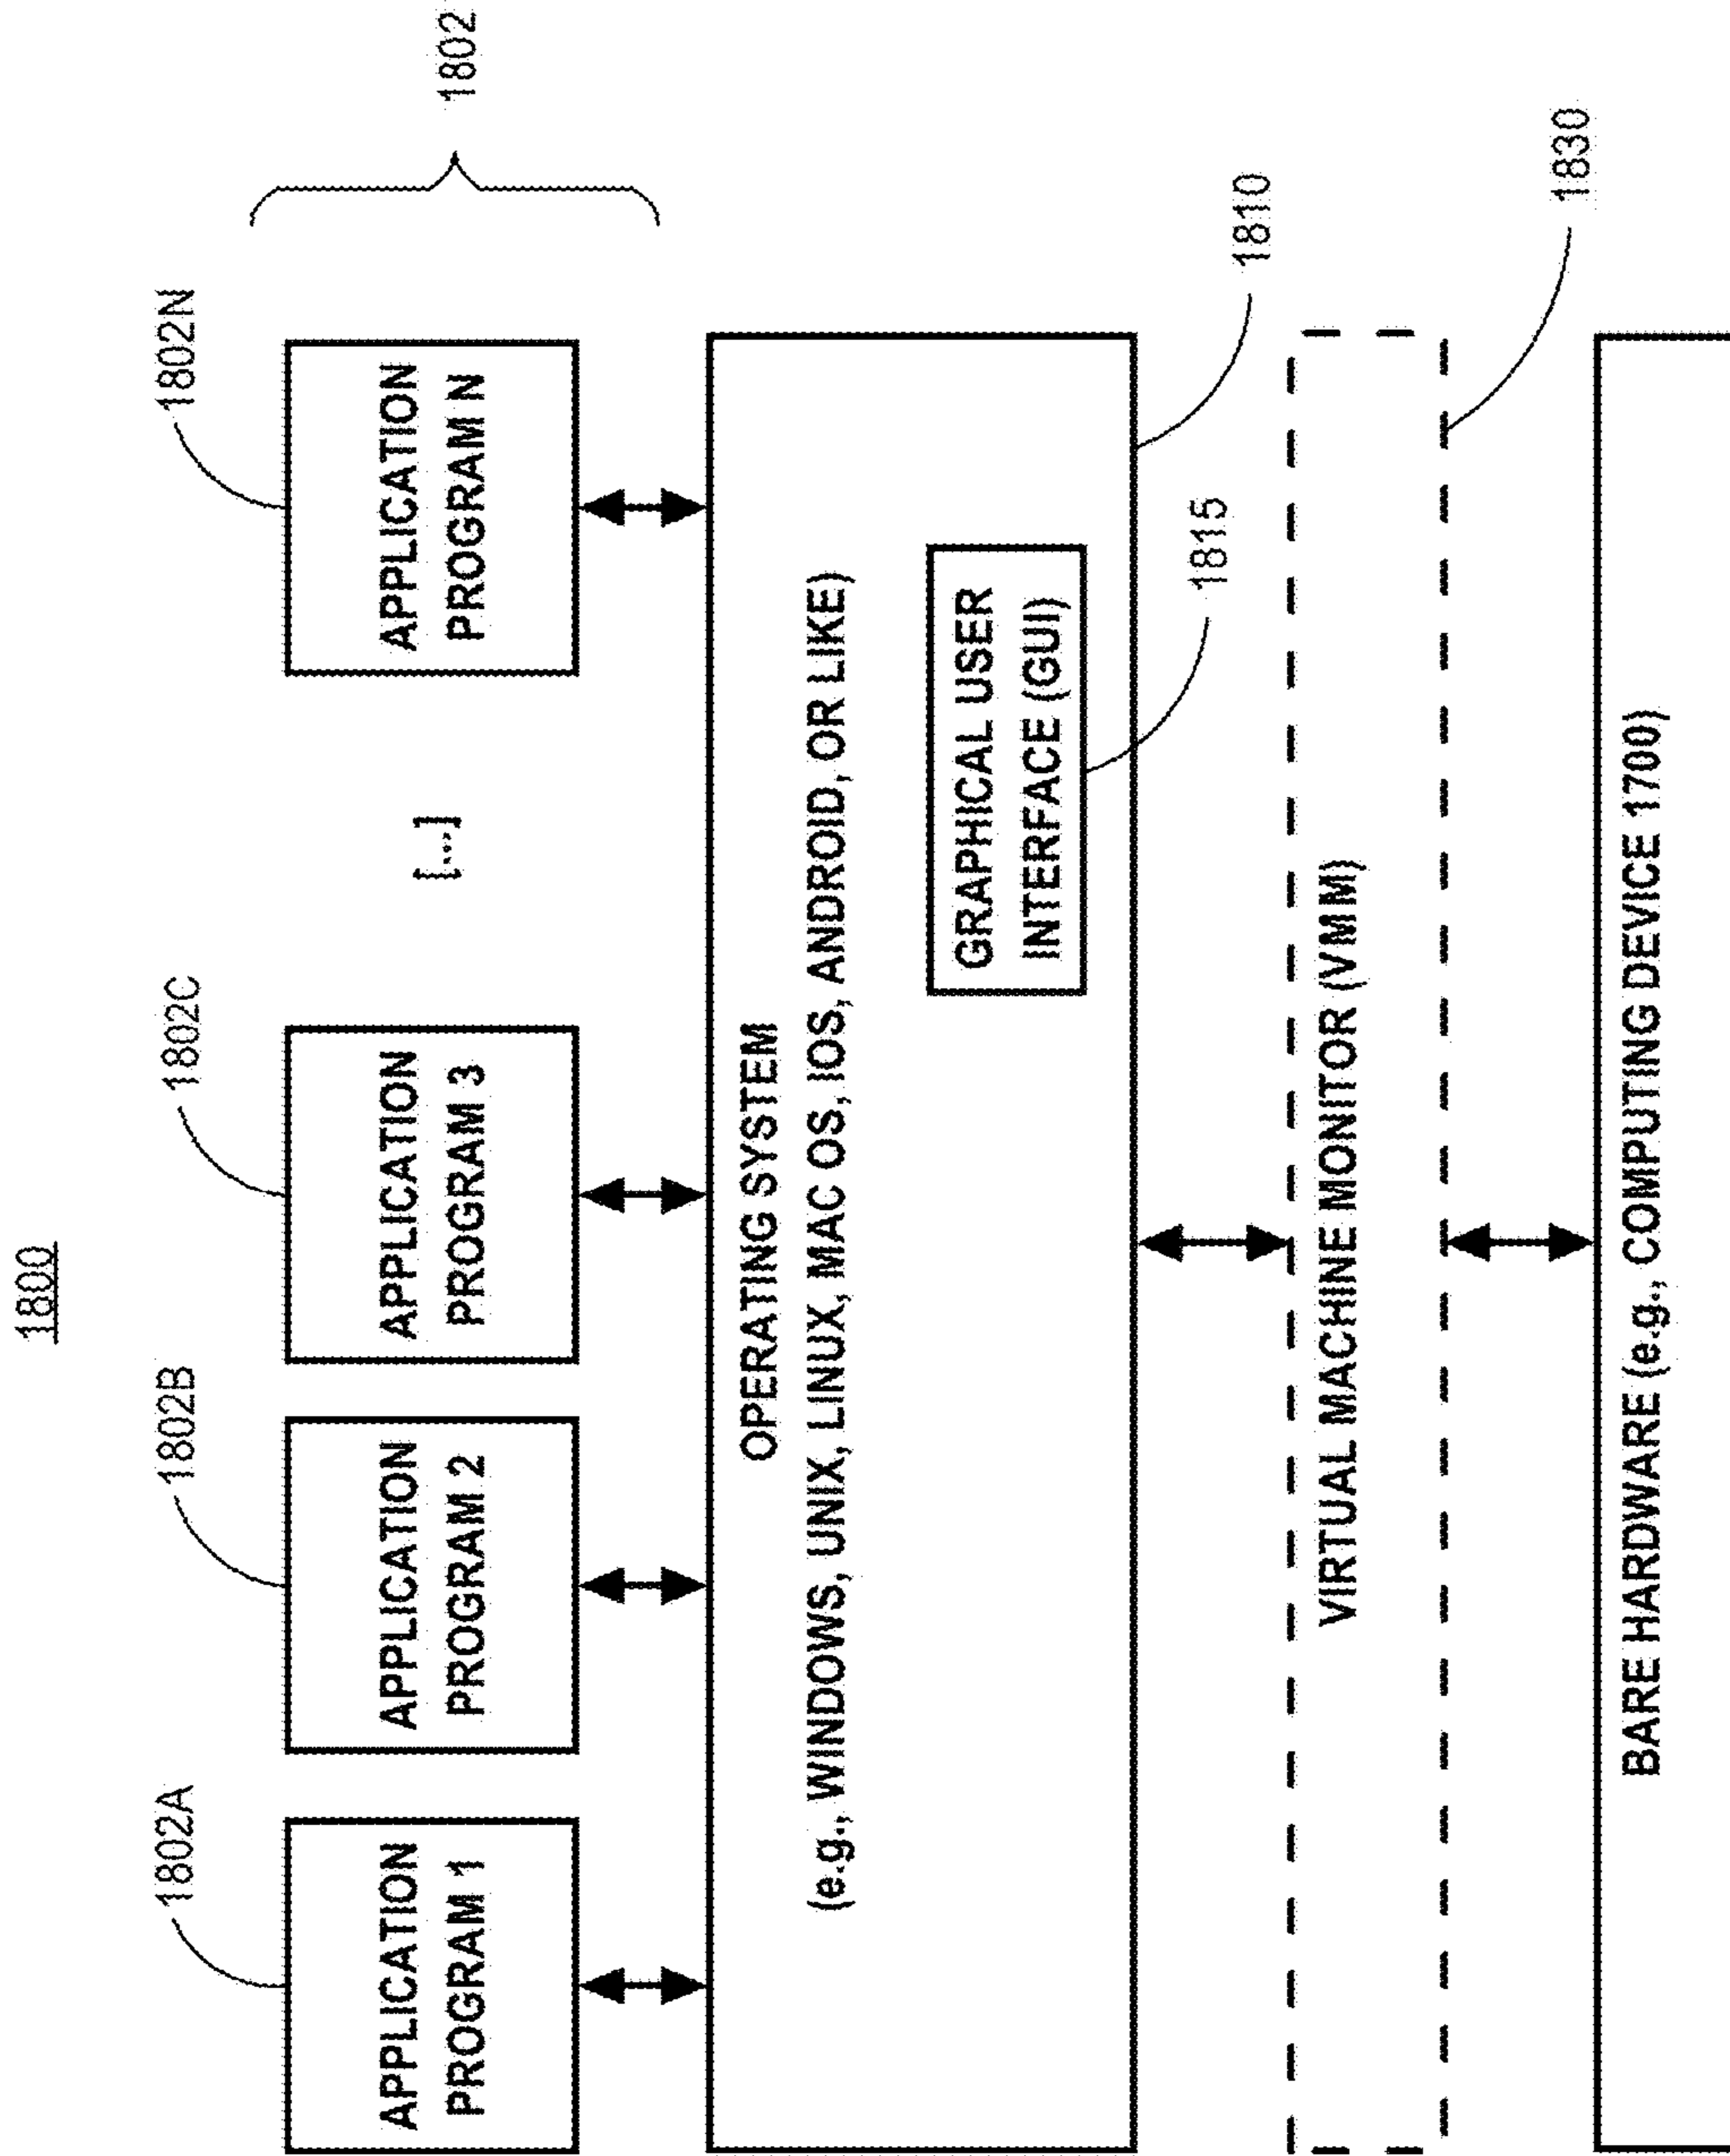 1800
1802A
1802B
1802C
1802N
1802
APPLICATION
PROGRAM 1
APPLICATION
PROGRAM 2
APPLICATION
PROGRAM 3
[...]
APPLICATION
PROGRAM N
OPERATING SYSTEM
(e.g., WINDOWS, UNIX, LINUX, MAC OS, IOS, ANDROID, OR LIKE)
GRAPHICAL USER
INTERFACE (GUI)
1810
1815
VIRTUAL MACHINE MONITOR (VMM)
1830
BARE HARDWARE (e.g., COMPUTING DEVICE 1700)